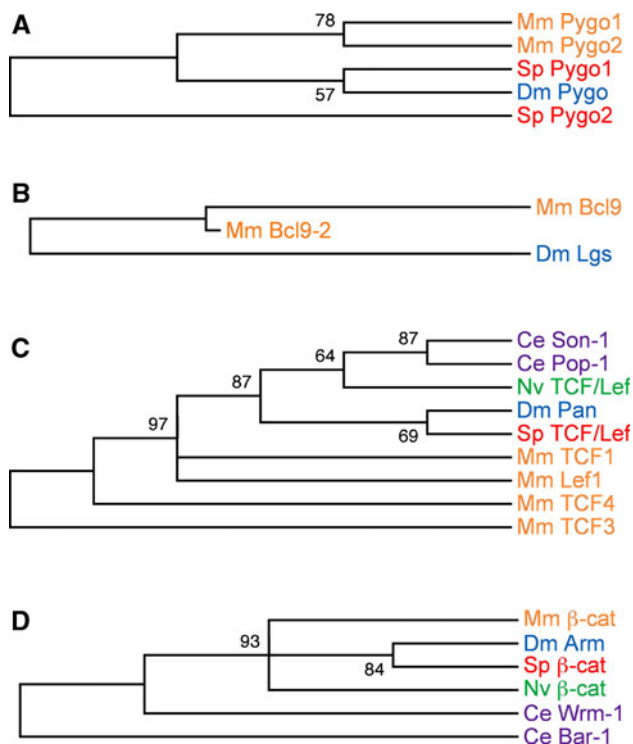 A
78
Mm Pygo1
Mm Pygo2
Sp Pygo1
57
Dm Pygo
Sp Pygo2
B
Mm Bcl9
Mm Bcl9-2
Dm Lgs
C
87
Ce Son-1
64
Ce Pop-1
87
Nv TCF/Lef
Dm Pan
97
69
Sp TCF/Lef
Mm TCF1
Mm Lef1
Mm TCF4
Mm TCF3
D
Mm β-cat
93
Dm Arm
84
Sp β-cat
Nv β-cat
Ce Wrm-1
Ce Bar-1